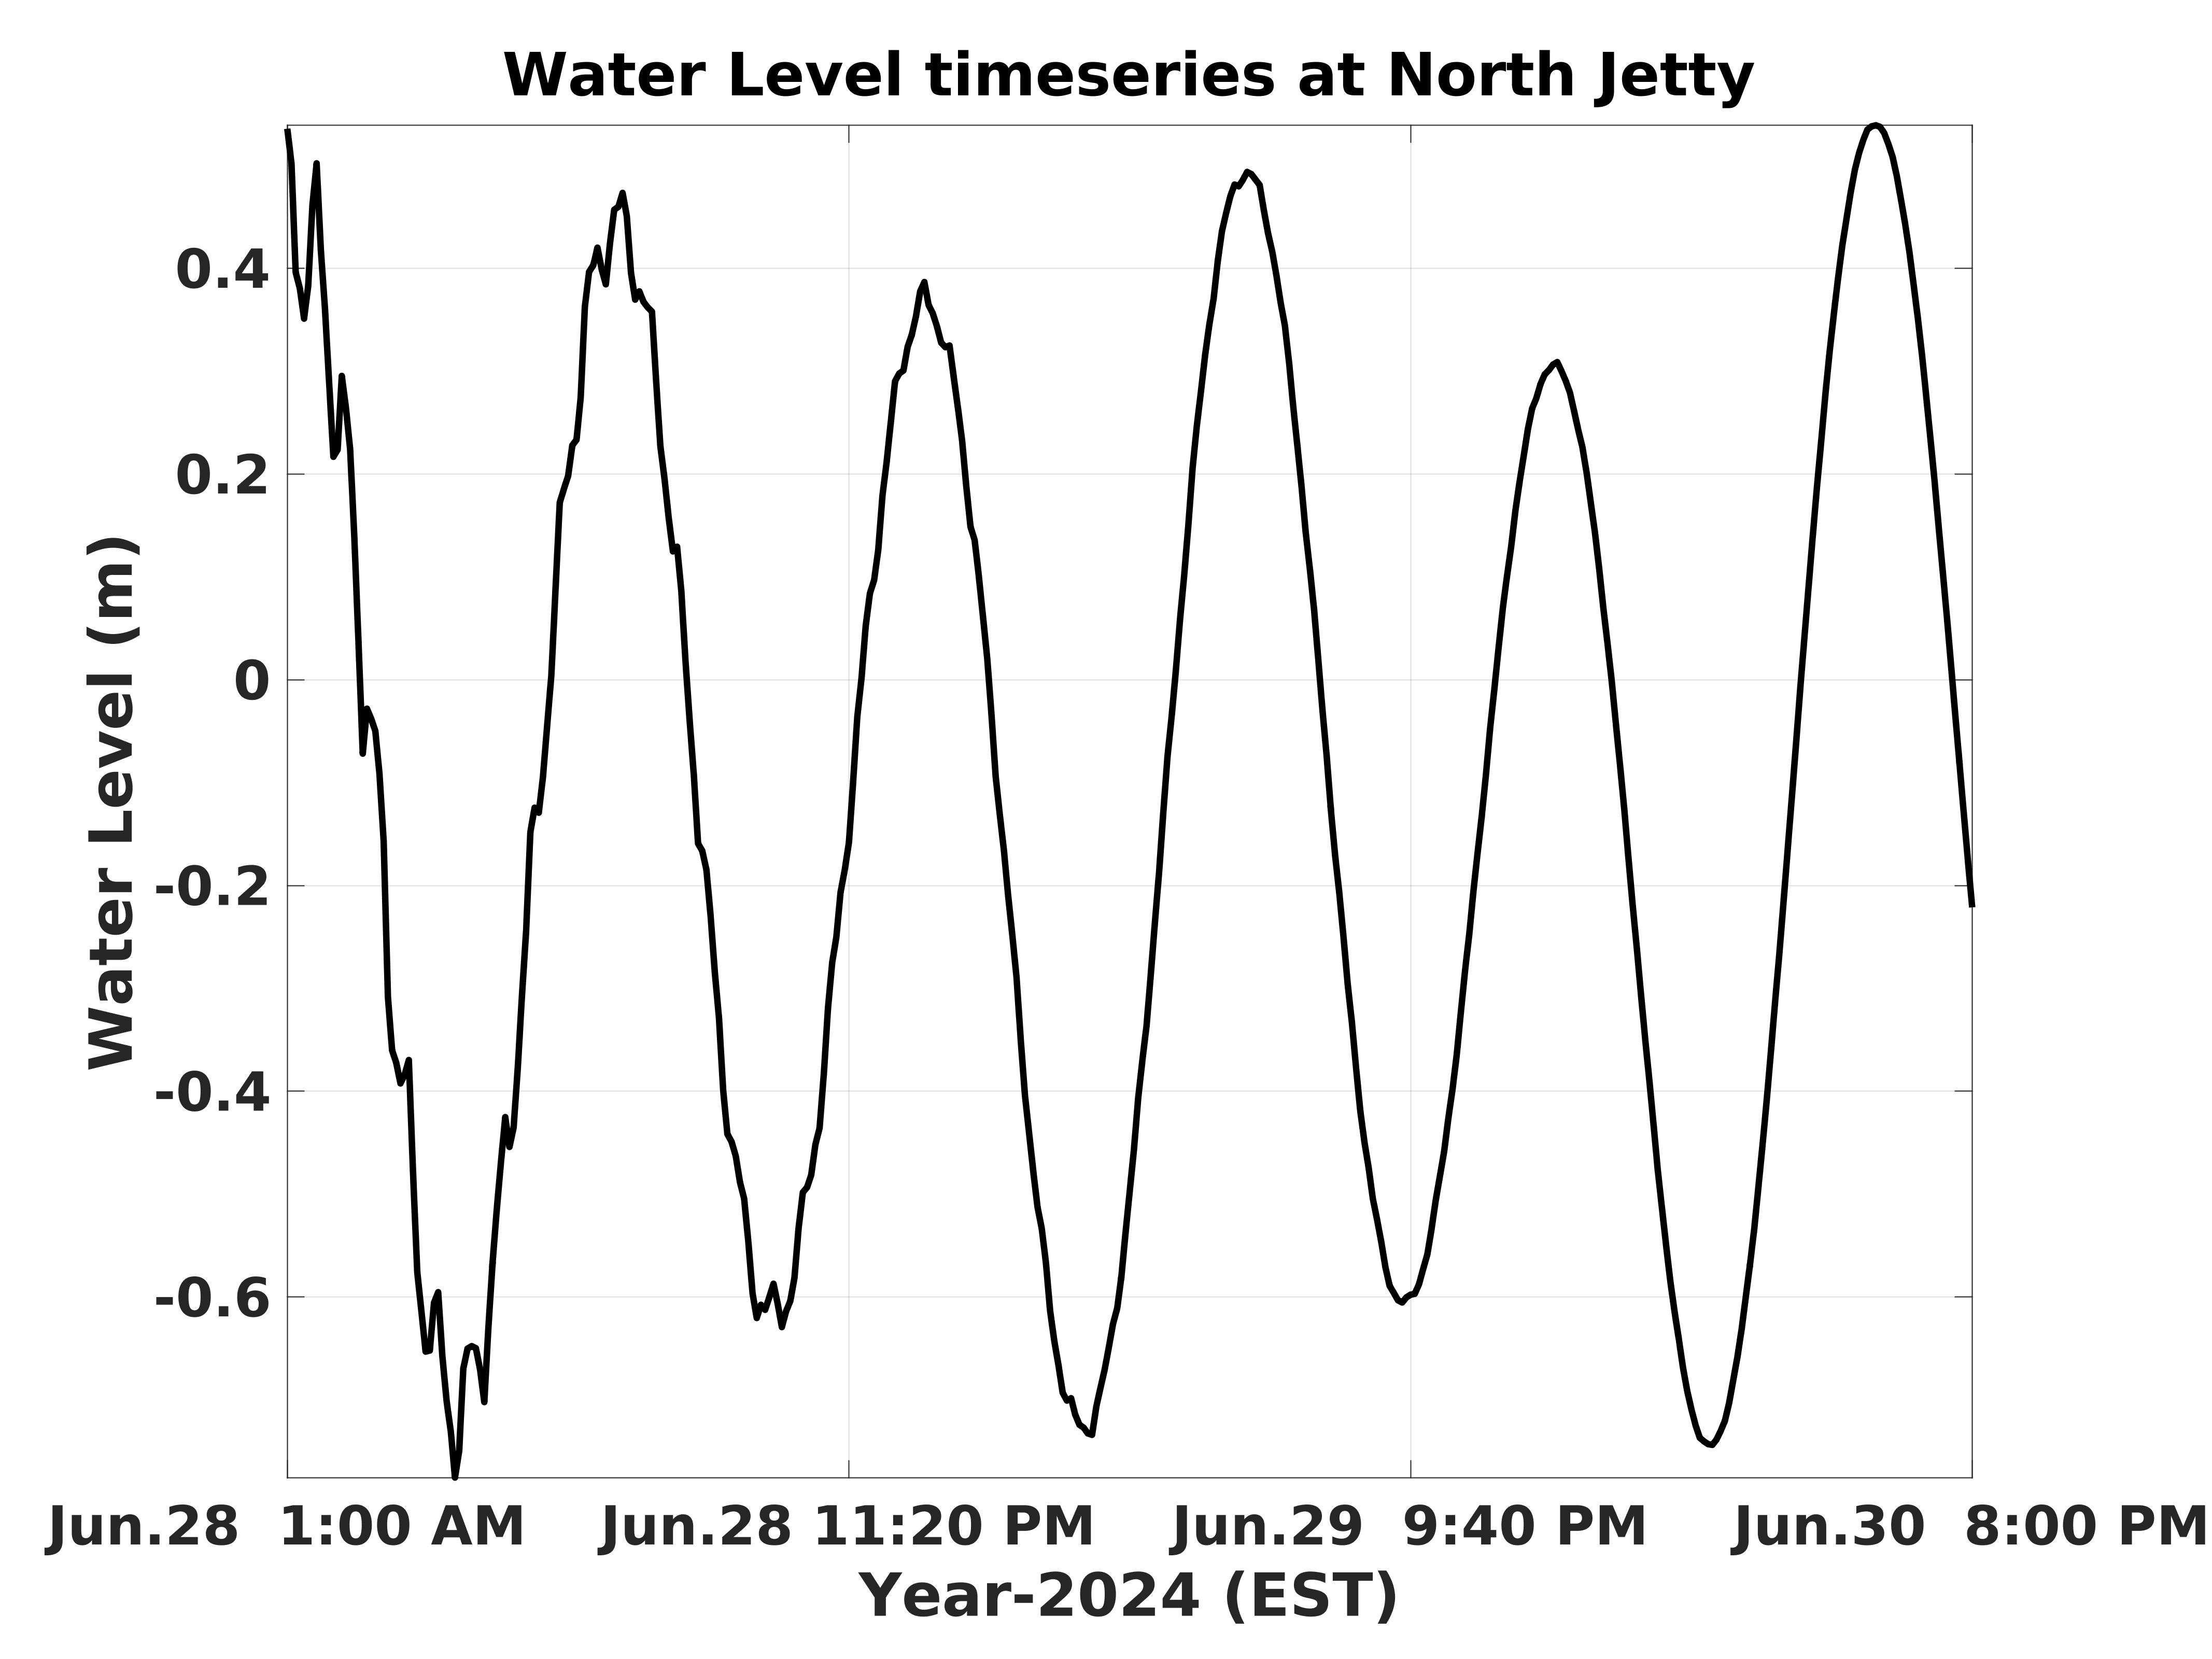 Water Level timeseries at North Jetty
Water Level (m)
0.4
0.2
0
-0.2
-0.4
-0.6
Jun.28 1:00 AM Jun.28 11:20 PM Jun.29 9:40 PM Jun.30 8:00 PM
Year-2024 (EST)